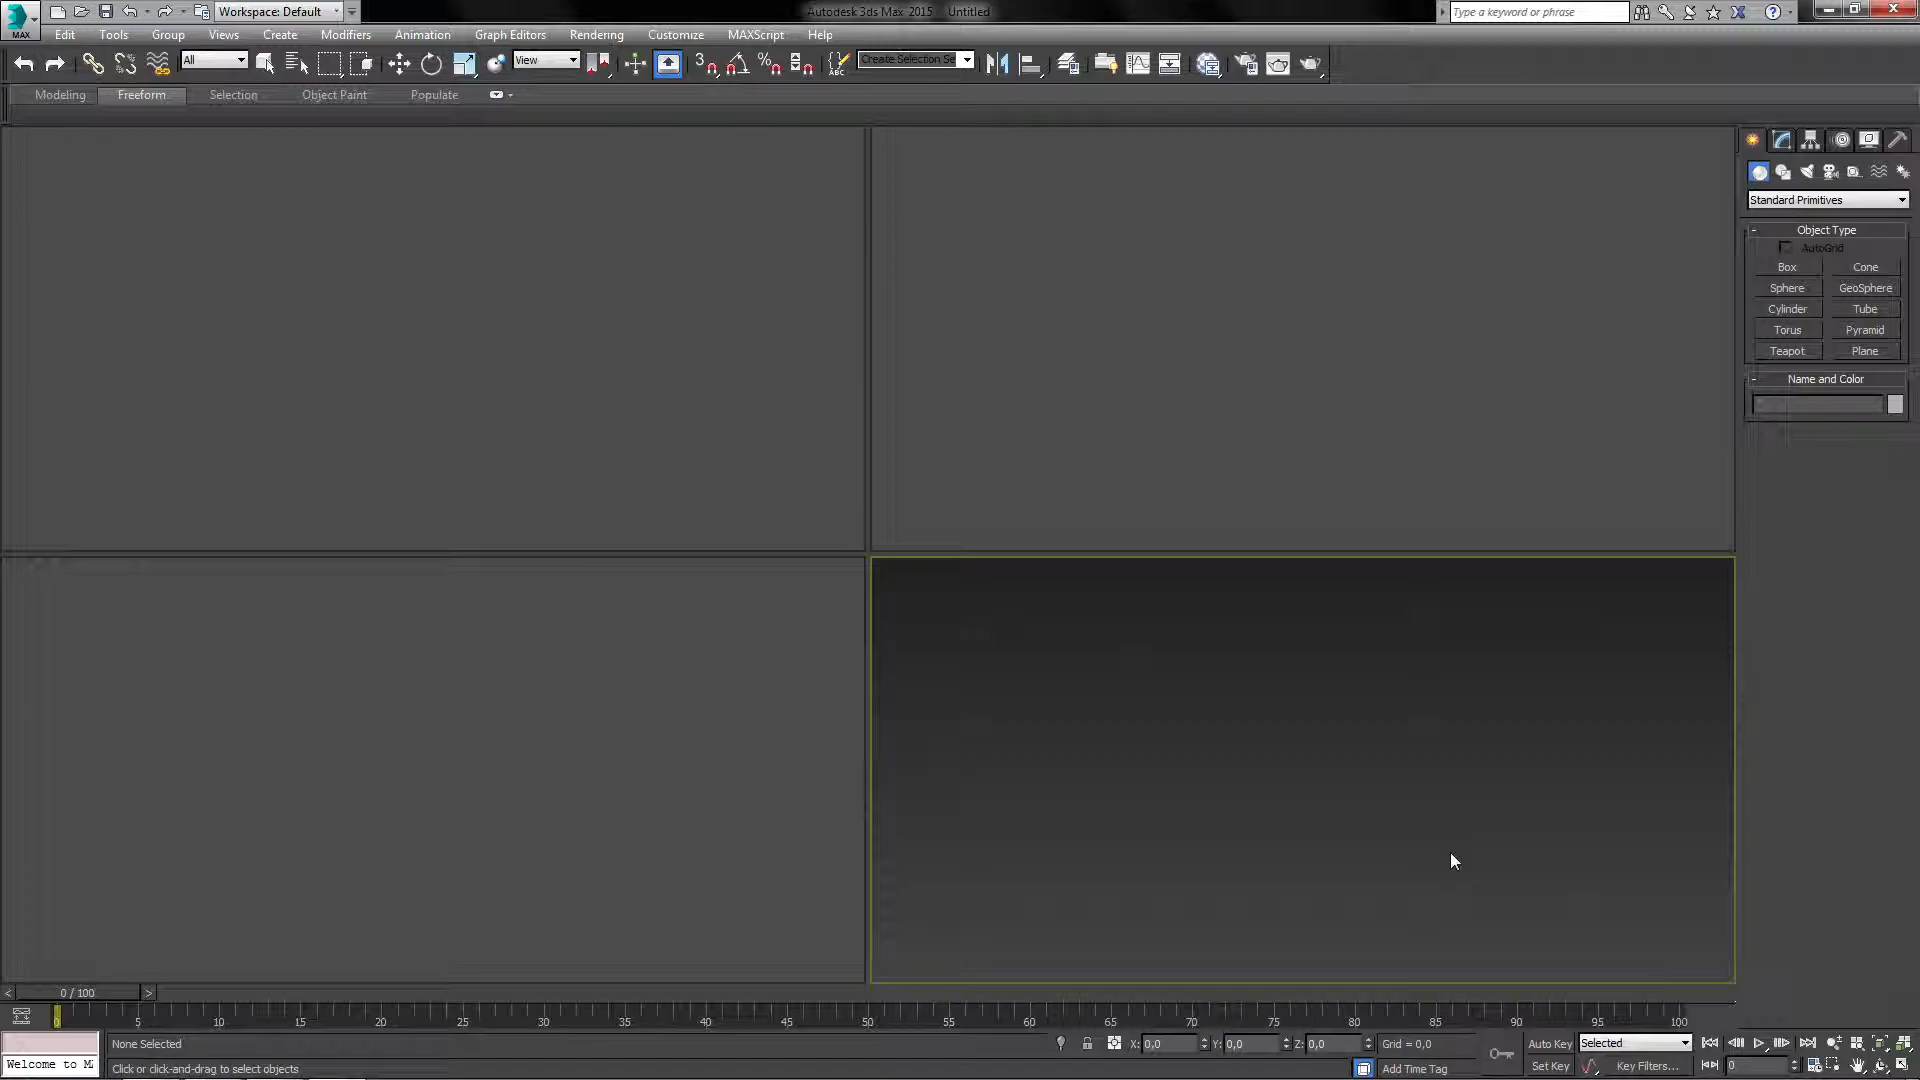 MAX
Workspace: Default
Autodesk 3ds Max 2015    Untitled
Type a keyword or phrase
Edit Tools Group Views Create Modifiers Animation Graph Editors Rendering Customize MAXScript Help
All
View
3
%
ABC
Create Selection Se
Modeling Freeform Selection Object Paint Populate
Standard Primitives
- Object Type
AutoGrid
Box Cone
Sphere GeoSphere
Cylinder Tube
Torus Pyramid
Teapot Plane
- Name and Color
< 0 / 100 >
0 5 10 15 20 25 30 35 40 45 50 55 60 65 70 75 80 85 90 95 100
None Selected
X: 0,0 Y: 0,0 Z: 0,0 Grid = 0,0
Auto Key Selected
Welcome to M
Click or click-and-drag to select objects
Add Time Tag
Set Key Key Filters... 0